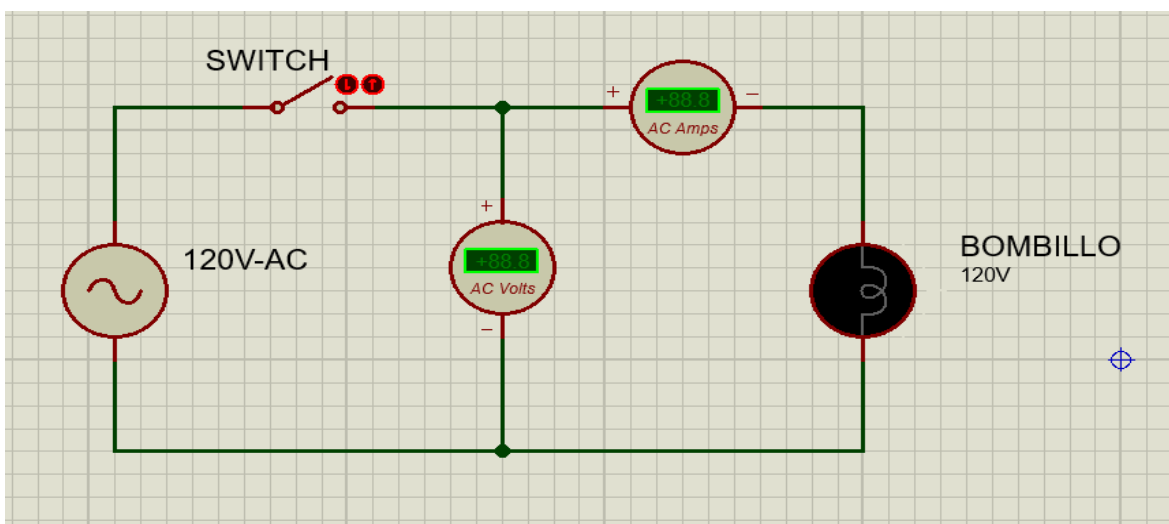 SWITCH
+ +88.8 −
AC Amps
120V-AC
+
+88.8
AC Volts
−
BOMBILLO
120V